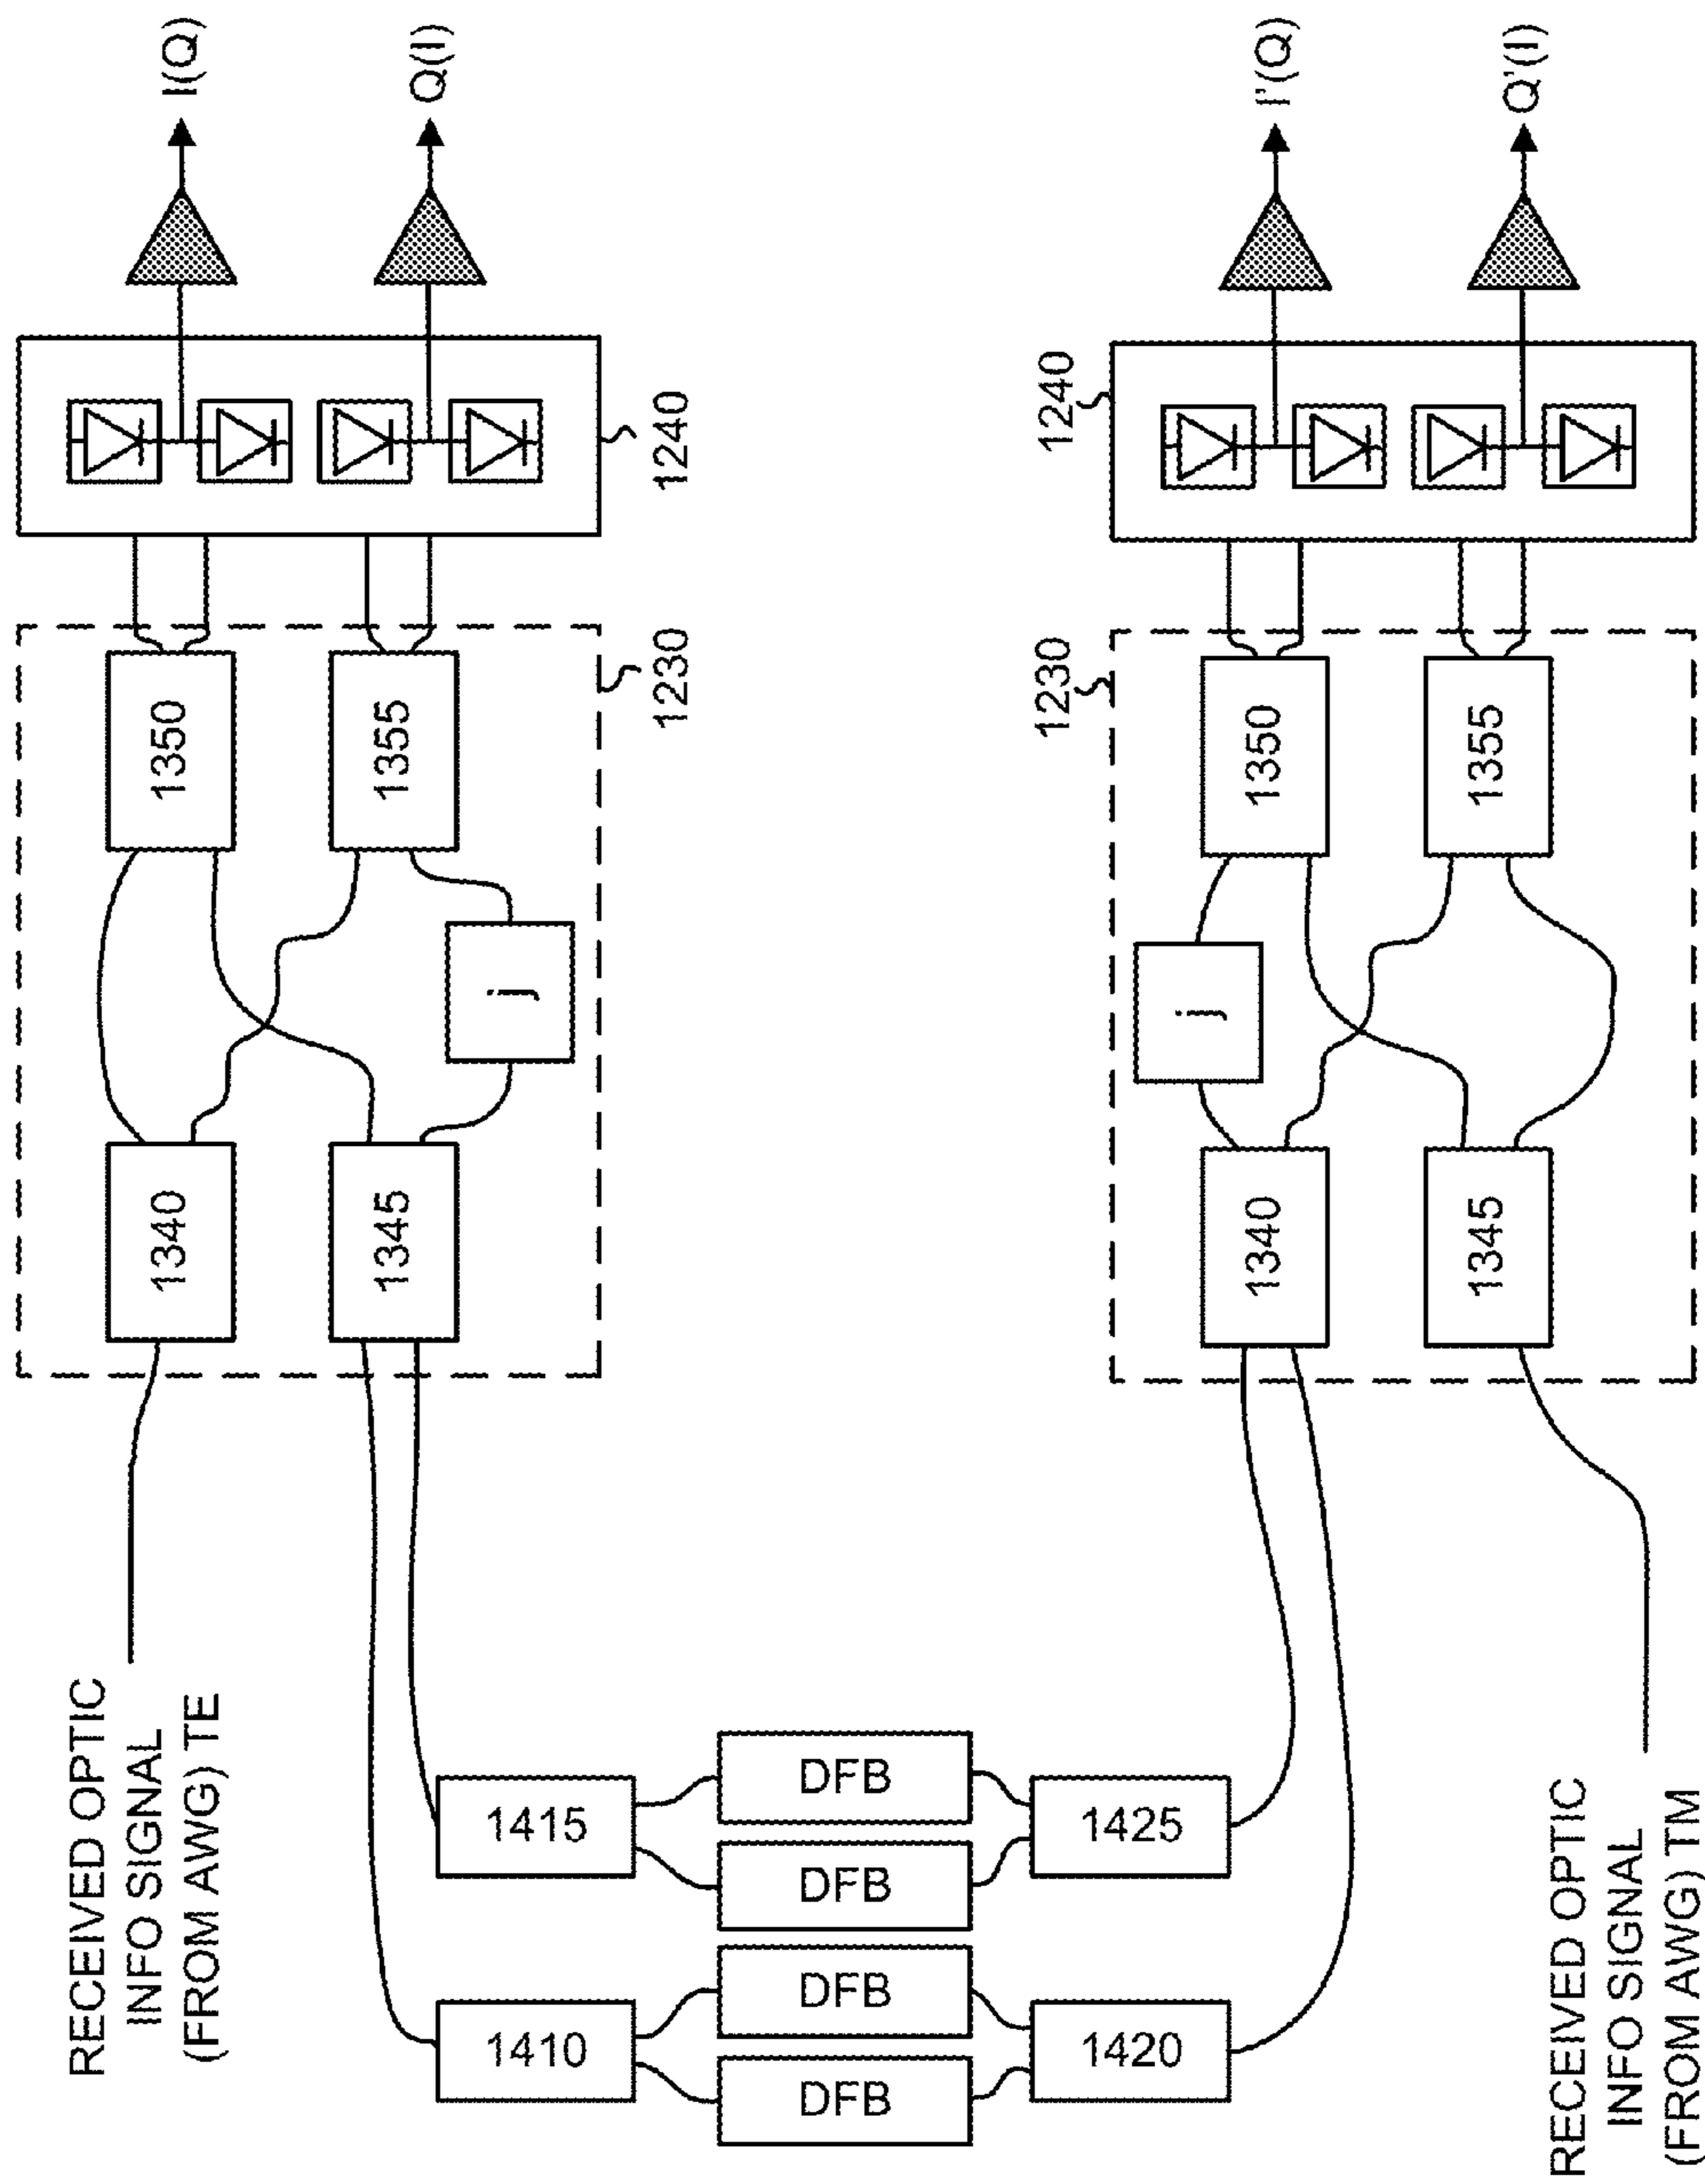 I(Q)
Q(I)
I'(Q)
Q'(I)
1240
1240
1350
1355
1230
1230
1350
1355
j
j
1340
1345
1340
1345
RECEIVED OPTIC
INFO SIGNAL
(FROM AWG) TE
1415
DFB
1425
DFB
1410
DFB
1420
DFB
RECEIVED OPTIC
INFO SIGNAL
(FROM AWG) TM